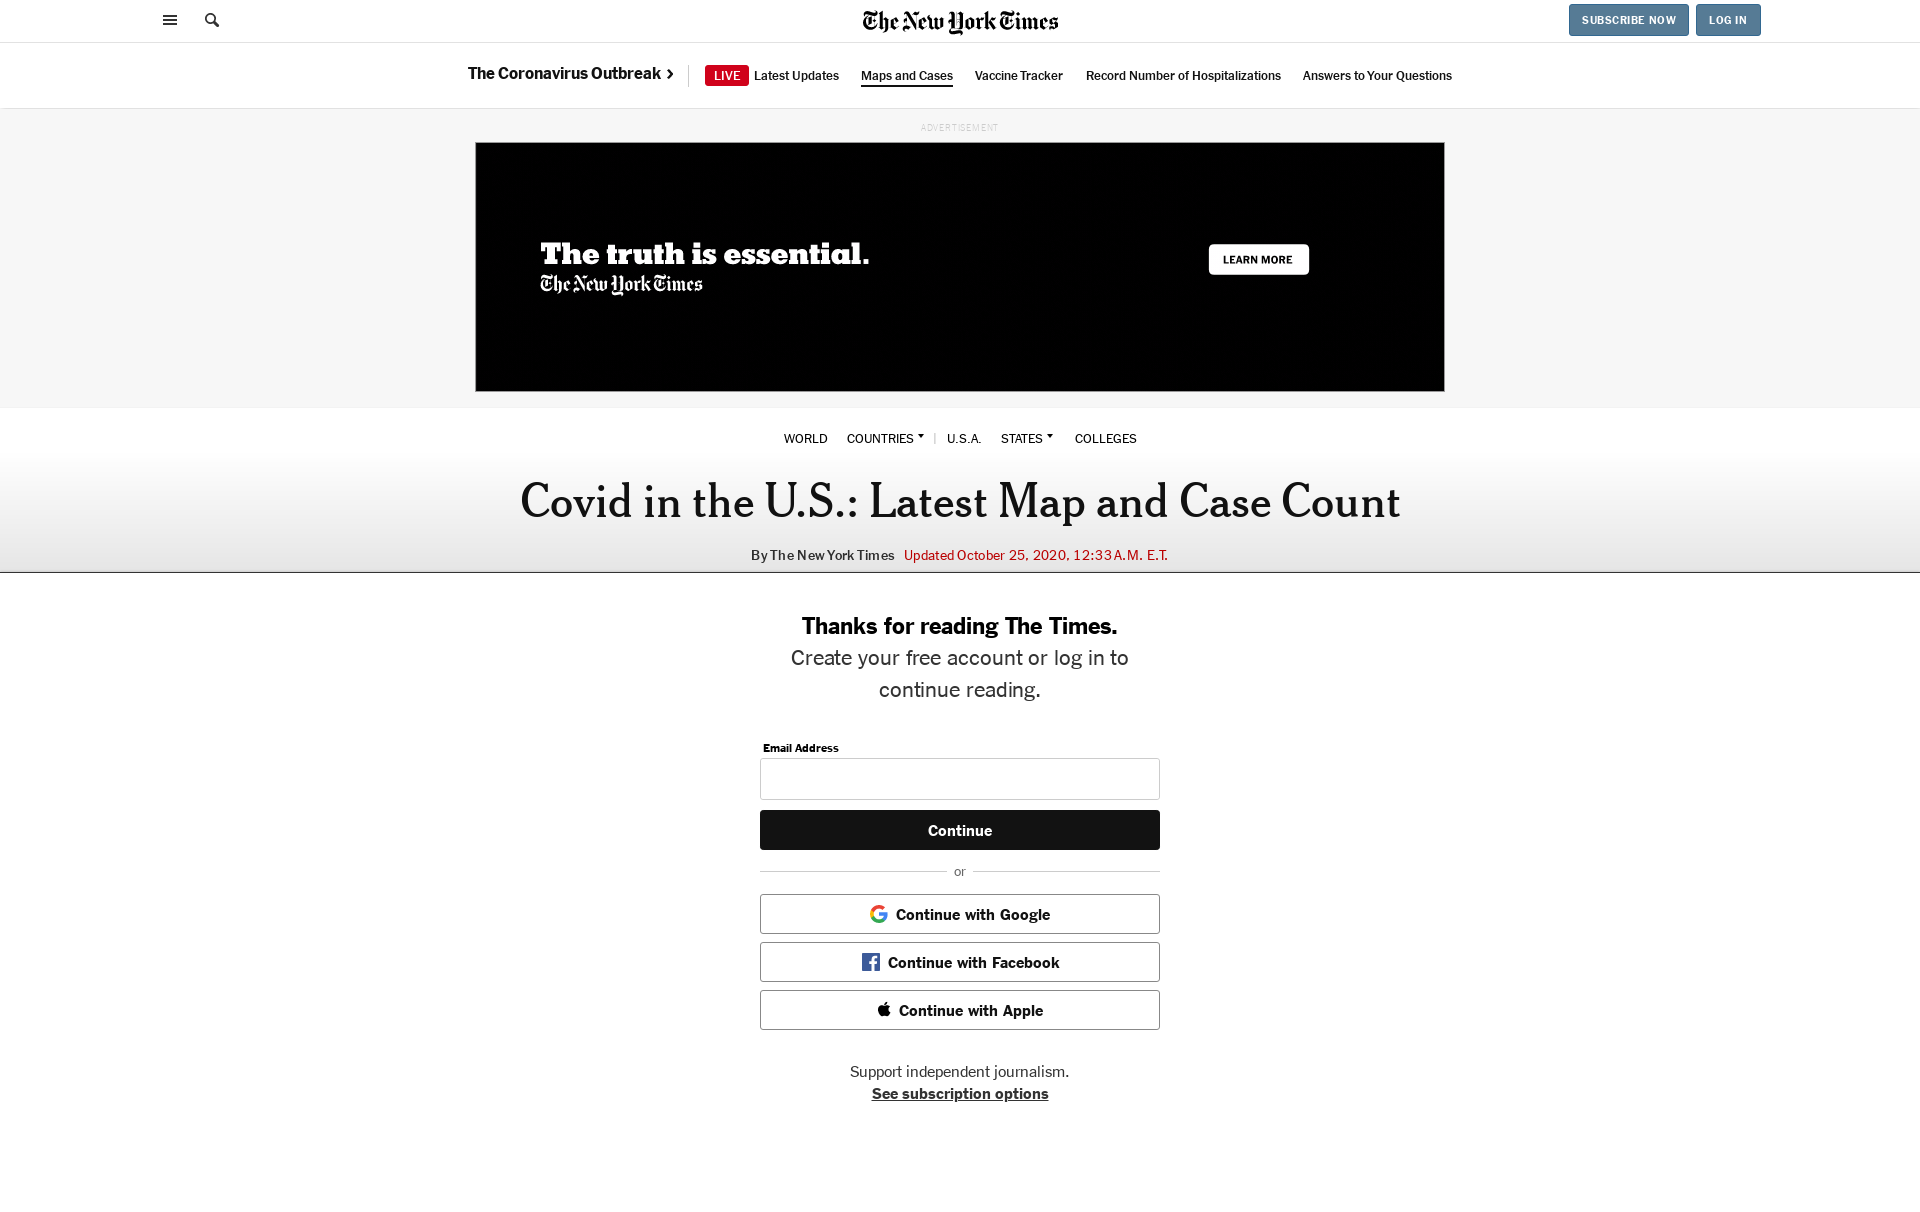 The New York Times
SUBSCRIBE NOW
LOG IN
The Coronavirus Outbreak
LIVE Latest Updates
Maps and Cases
Vaccine Tracker
Record Number of Hospitalizations
Answers to Your Questions
ADVERTISEMENT
The truth is essential.
The New York Times
LEARN MORE
WORLD COUNTRIES | U.S.A. STATES COLLEGES
Covid in the U.S.: Latest Map and Case Count
By The New York Times Updated October 25, 2020, 12:33 A.M. E.T.
Thanks for reading The Times.
Create your free account or log in to
continue reading.
Email Address
Continue
or
Continue with Google
Continue with Facebook
Continue with Apple
Support independent journalism.
See subscription options